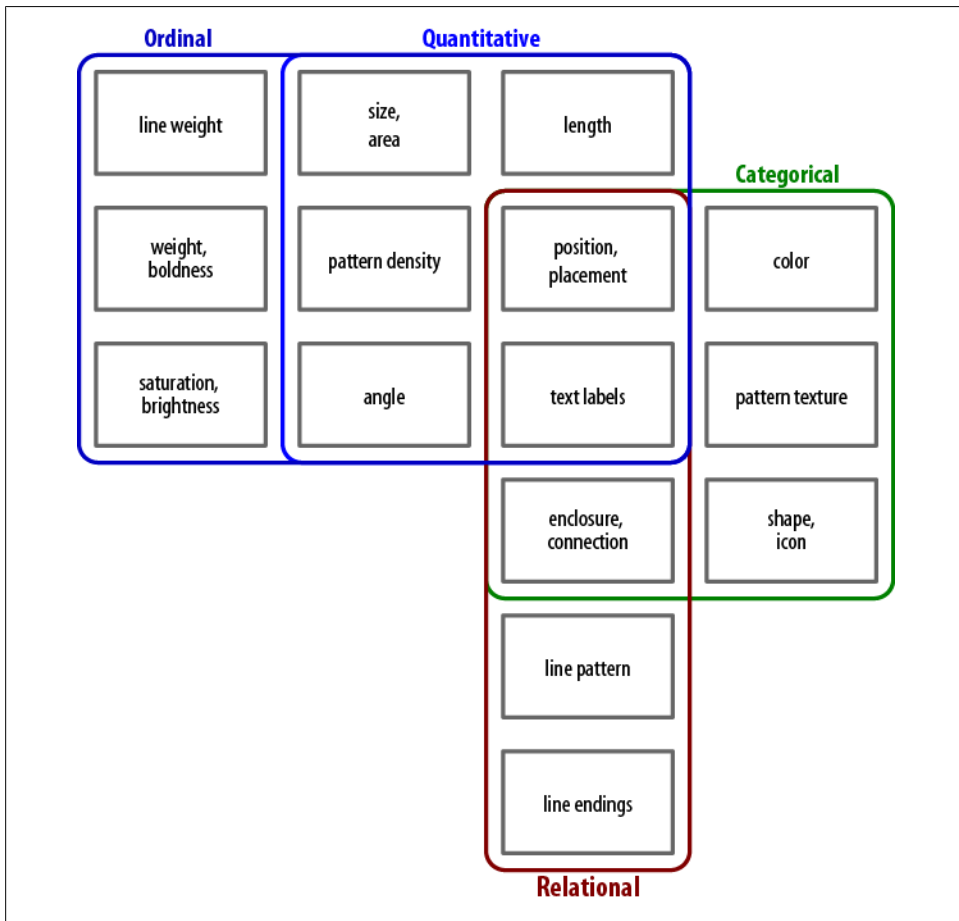 Ordinal
Quantitative
line weight
size,
area
length
Categorical
weight,
boldness
pattern density
position,
placement
color
saturation,
brightness
angle
text labels
pattern texture
enclosure,
connection
shape,
icon
line pattern
line endings
Relational